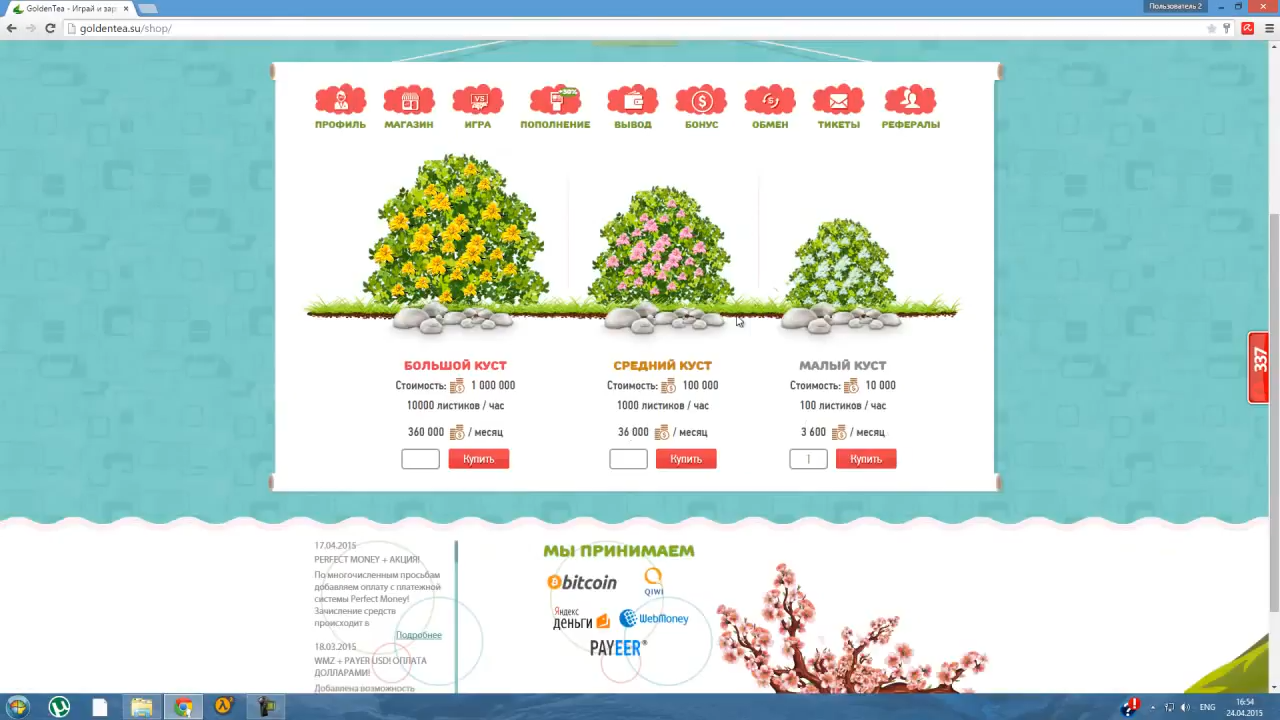 GoldenTea - Играй и зар
Пользователь 2
goldentea.su/shop/
+50%
VS
ПРОФИЛЬ
МАГАЗИН
ИГРА
ПОПОЛНЕНИЕ
ВЫВОД
БОНУС
ОБМЕН
ТИКЕТЫ
РЕФЕРАЛЫ
БОЛЬШОЙ КУСТ
Стоимость: 1 000 000
10000 листиков / час
360 000 / месяц
Купить
СРЕДНИЙ КУСТ
Стоимость: 100 000
1000 листиков / час
36 000 / месяц
Купить
МАЛЫЙ КУСТ
Стоимость: 10 000
100 листиков / час
3 600 / месяц
1 Купить
337
17.04.2015
PERFECT MONEY + АКЦИЯ!
По многочисленным просьбам
добавляем оплату с платежной
системы Perfect Money!
Зачисление средств
происходит в
Подробнее
18.03.2015
WMZ + PAYER USD! ОПЛАТА
ДОЛЛАРАМИ!
Добавлена возможность
МЫ ПРИНИМАЕМ
bitcoin
QIWI
Яндекс
деньги
WebMoney
PAYEER
ENG
16:54
24.04.2015